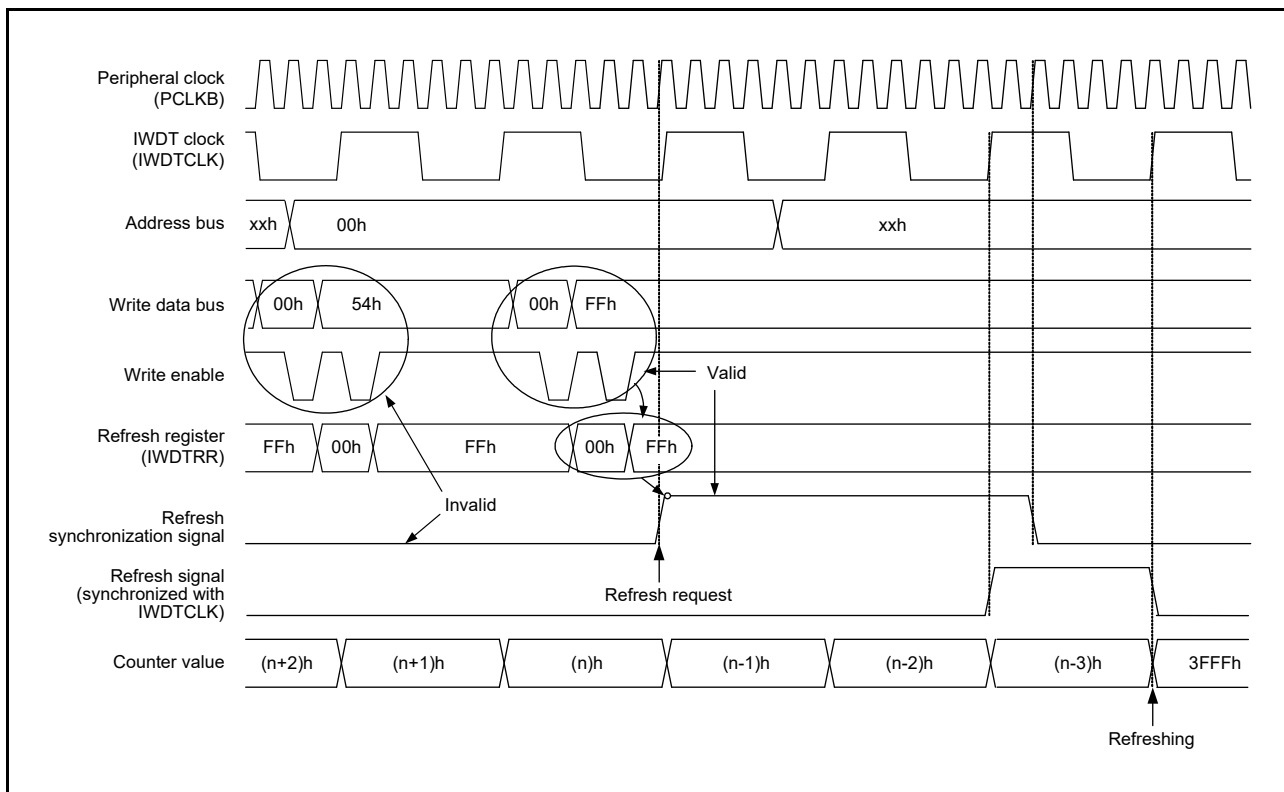 Peripheral clock
(PCLKB)
IWDT clock
(IWDTCLK)
Address bus
xxh
00h
xxh
Write data bus
00h
54h
00h
FFh
Write enable
Valid
Refresh register
(IWDTRR)
FFh
00h
FFh
00h
FFh
Invalid
Refresh
synchronization signal
Refresh signal
(synchronized with
IWDTCLK)
Refresh request
Counter value
(n+2)h
(n+1)h
(n)h
(n-1)h
(n-2)h
(n-3)h
3FFFh
Refreshing